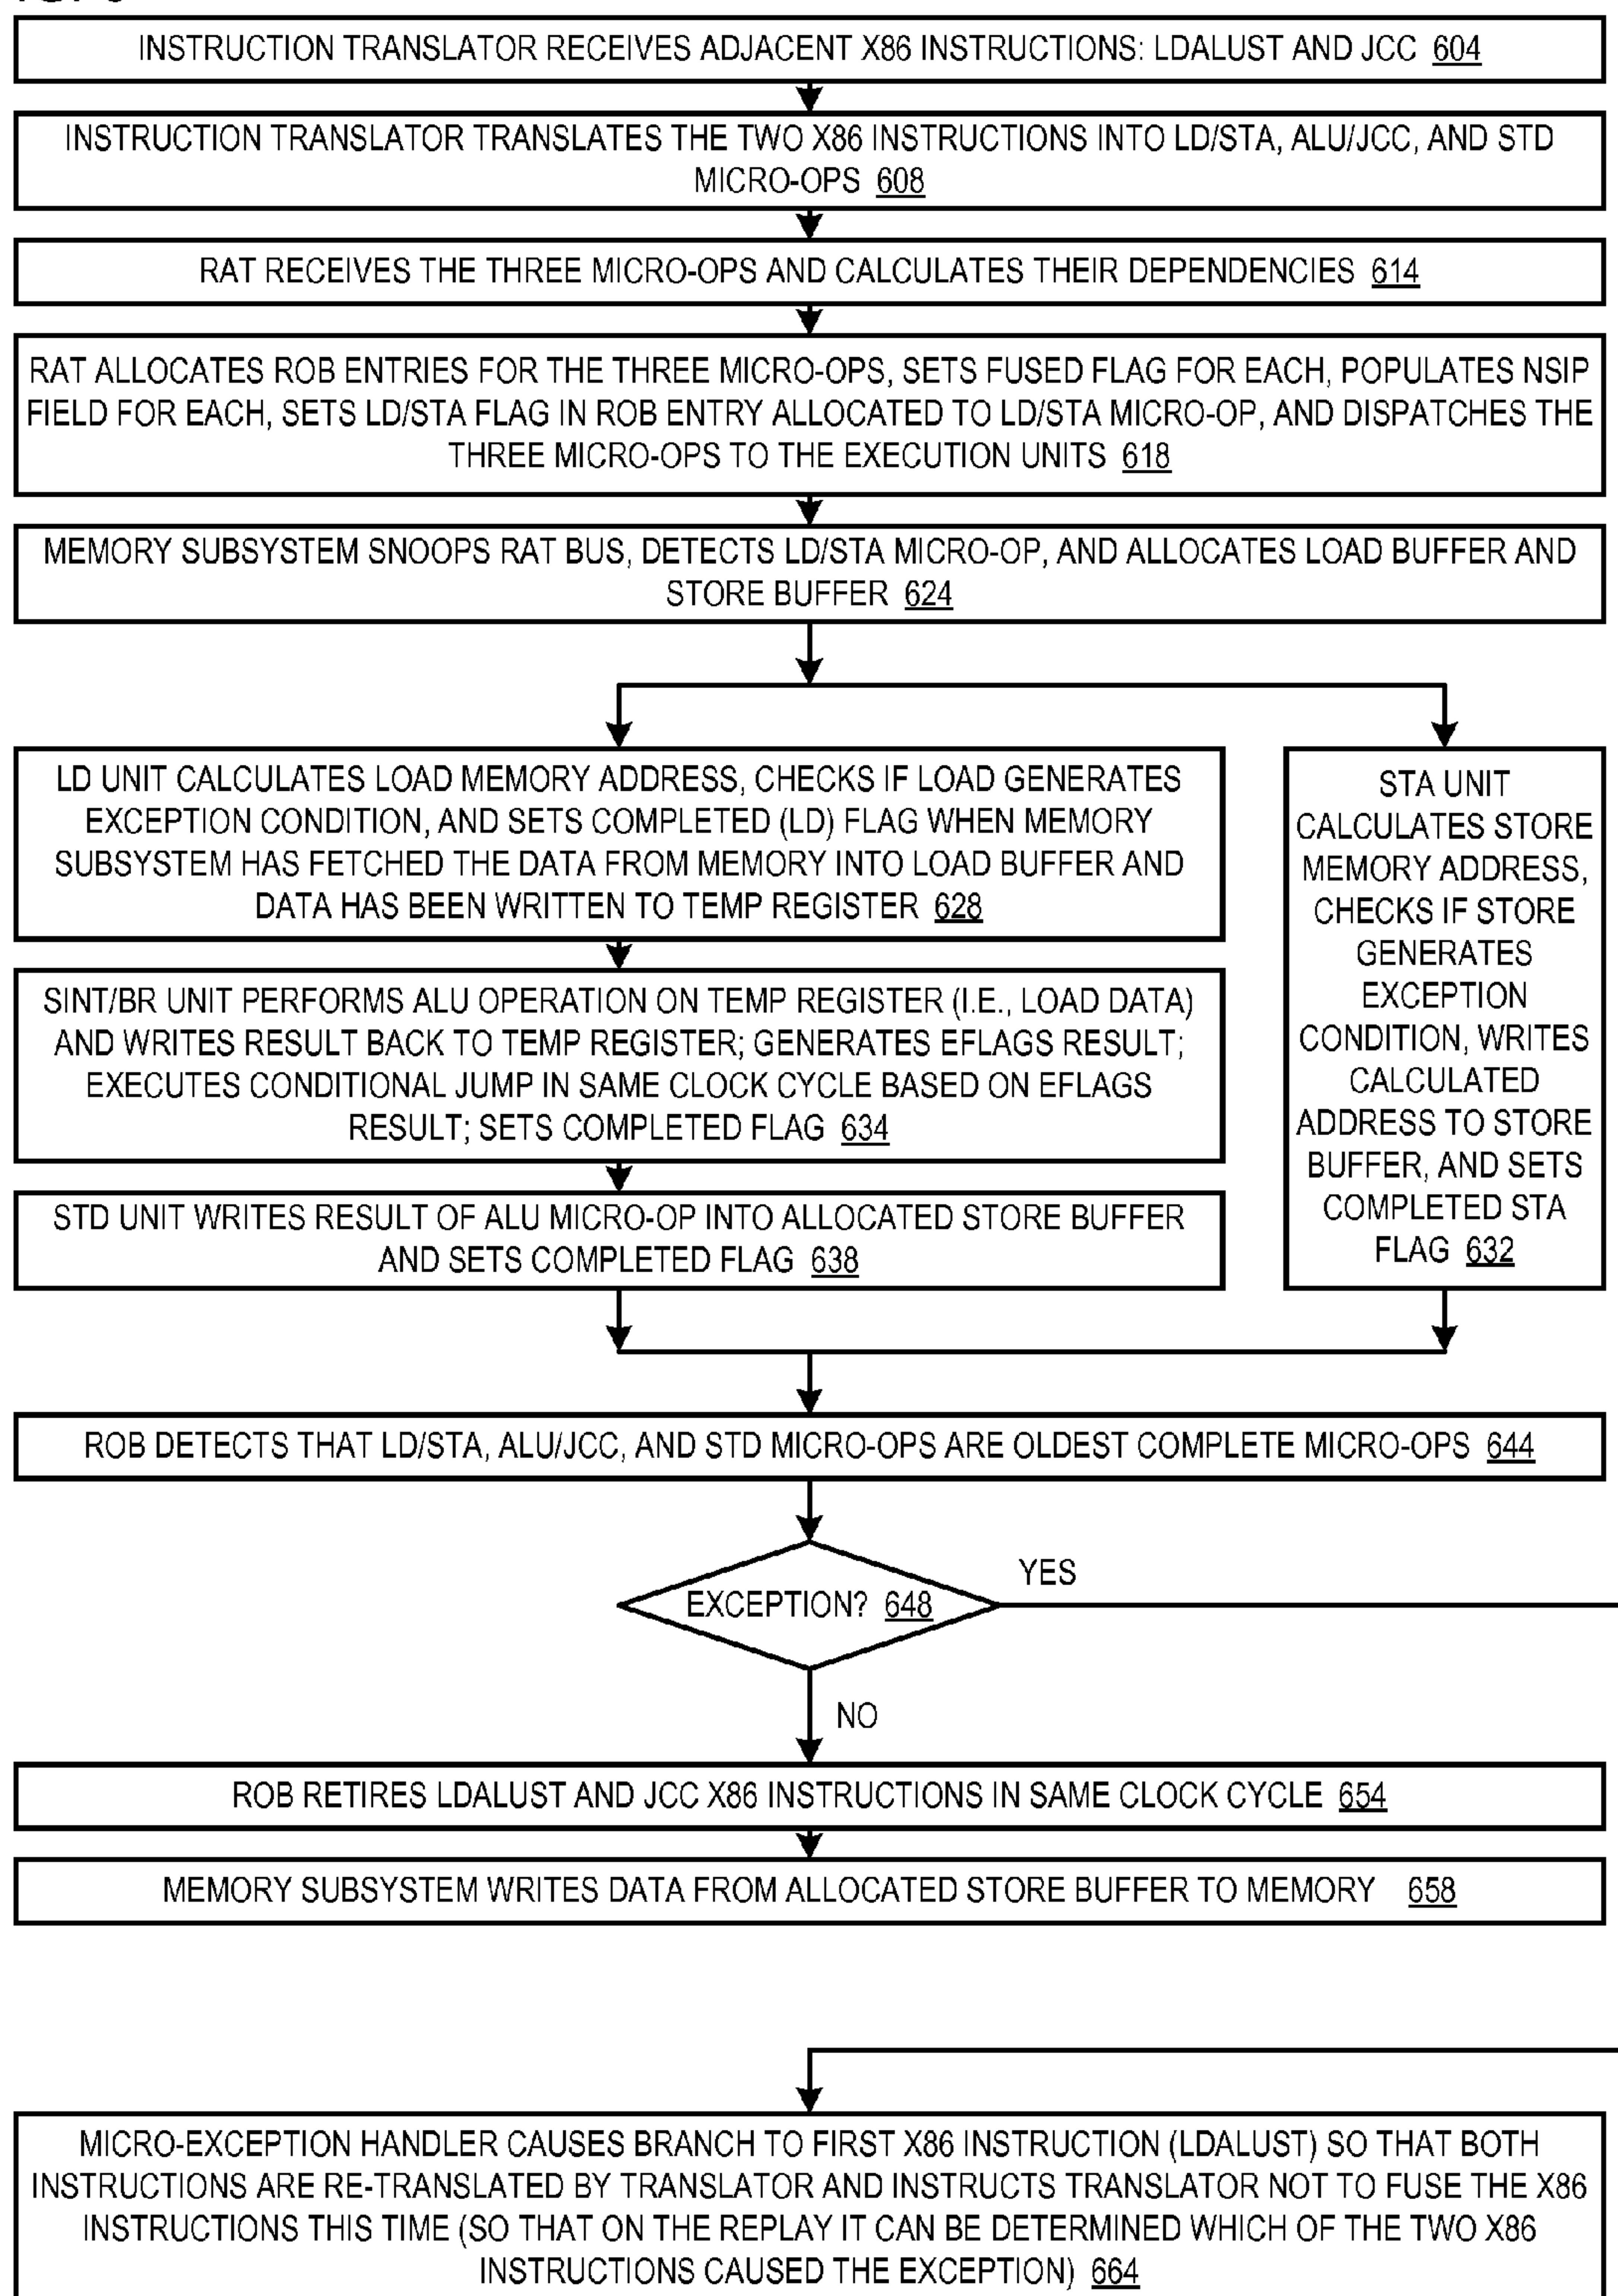 INSTRUCTION TRANSLATOR RECEIVES ADJACENT X86 INSTRUCTIONS: LDALUST AND JCC 604
INSTRUCTION TRANSLATOR TRANSLATES THE TWO X86 INSTRUCTIONS INTO LD/STA, ALU/JCC, AND STD
MICRO-OPS 608
RAT RECEIVES THE THREE MICRO-OPS AND CALCULATES THEIR DEPENDENCIES 614
RAT ALLOCATES ROB ENTRIES FOR THE THREE MICRO-OPS, SETS FUSED FLAG FOR EACH, POPULATES NSIP
FIELD FOR EACH, SETS LD/STA FLAG IN ROB ENTRY ALLOCATED TO LD/STA MICRO-OP, AND DISPATCHES THE
THREE MICRO-OPS TO THE EXECUTION UNITS 618
MEMORY SUBSYSTEM SNOOPS RAT BUS, DETECTS LD/STA MICRO-OP, AND ALLOCATES LOAD BUFFER AND
STORE BUFFER 624
LD UNIT CALCULATES LOAD MEMORY ADDRESS, CHECKS IF LOAD GENERATES
EXCEPTION CONDITION, AND SETS COMPLETED (LD) FLAG WHEN MEMORY
SUBSYSTEM HAS FETCHED THE DATA FROM MEMORY INTO LOAD BUFFER AND
DATA HAS BEEN WRITTEN TO TEMP REGISTER 628
SINT/BR UNIT PERFORMS ALU OPERATION ON TEMP REGISTER (I.E., LOAD DATA)
AND WRITES RESULT BACK TO TEMP REGISTER; GENERATES EFLAGS RESULT;
EXECUTES CONDITIONAL JUMP IN SAME CLOCK CYCLE BASED ON EFLAGS
RESULT; SETS COMPLETED FLAG 634
STD UNIT WRITES RESULT OF ALU MICRO-OP INTO ALLOCATED STORE BUFFER
AND SETS COMPLETED FLAG 638
STA UNIT
CALCULATES STORE
MEMORY ADDRESS,
CHECKS IF STORE
GENERATES
EXCEPTION
CONDITION, WRITES
CALCULATED
ADDRESS TO STORE
BUFFER, AND SETS
COMPLETED STA
FLAG 632
ROB DETECTS THAT LD/STA, ALU/JCC, AND STD MICRO-OPS ARE OLDEST COMPLETE MICRO-OPS 644
EXCEPTION? 648
YES
NO
ROB RETIRES LDALUST AND JCC X86 INSTRUCTIONS IN SAME CLOCK CYCLE 654
MEMORY SUBSYSTEM WRITES DATA FROM ALLOCATED STORE BUFFER TO MEMORY 658
MICRO-EXCEPTION HANDLER CAUSES BRANCH TO FIRST X86 INSTRUCTION (LDALUST) SO THAT BOTH
INSTRUCTIONS ARE RE-TRANSLATED BY TRANSLATOR AND INSTRUCTS TRANSLATOR NOT TO FUSE THE X86
INSTRUCTIONS THIS TIME (SO THAT ON THE REPLAY IT CAN BE DETERMINED WHICH OF THE TWO X86
INSTRUCTIONS CAUSED THE EXCEPTION) 664